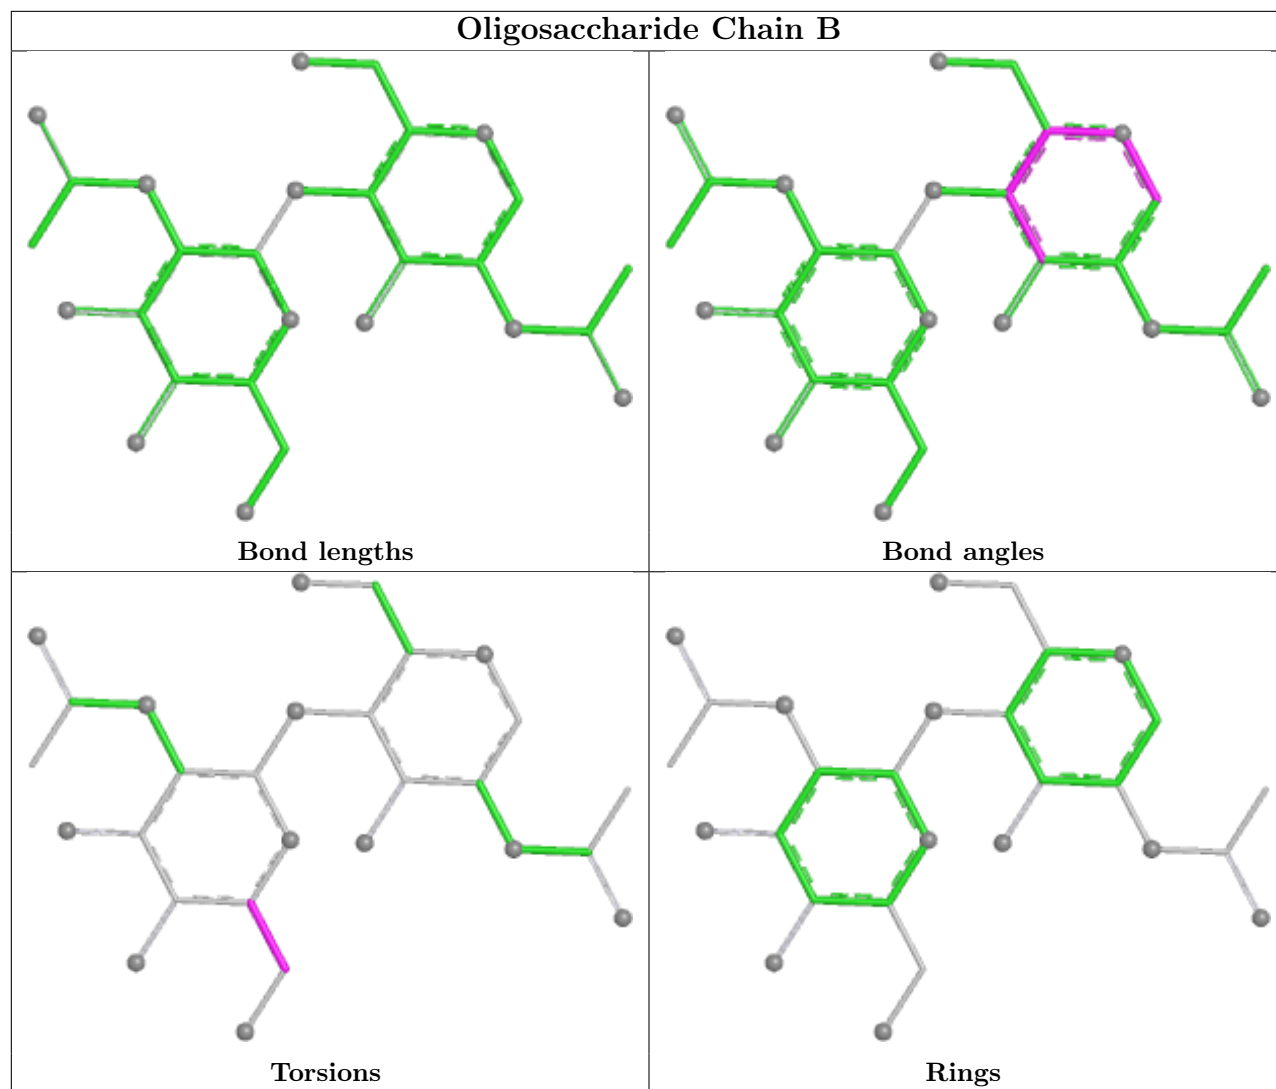 Oligosaccharide Chain B
Bond lengths
Bond angles
Torsions
Rings